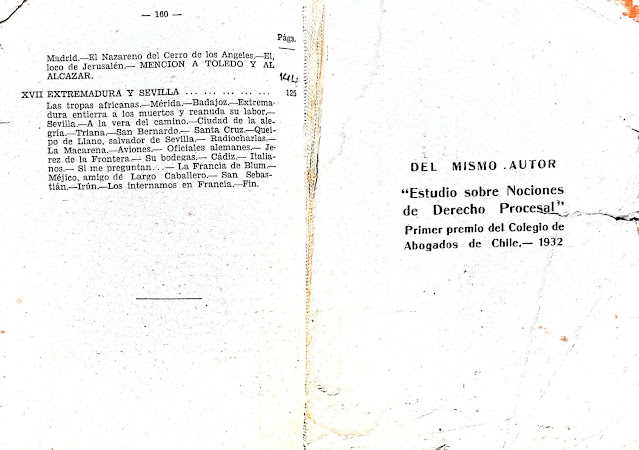 — 160 —
Pága.
Madrid.—El Nazareno del Cerro de los Angeles.—El
loco de Jerusalén.— MENCION A TOLEDO Y AL
ALCAZAR.
144
XVII EXTREMADURA Y SEVILLA ... ... ... ... ... ... 125
Las tropas africanas.—Mérida.—Badajoz.—Extrema-
dura entierra a los muertos y reanuda su labor.—
Sevilla.—A la vera del camino.—Ciudad de la ale-
gría.—Triana.—San Bernardo.— Santa Cruz.—Quei-
po de Llano, salvador de Sevilla.— Radiocharlas.—
La Macarena.—Aviones.— Oficiales alemanes.— Je-
rez de la Frontera.— Su bodegas.— Cádiz.— Italia-
nos.— Si me preguntan...— La Francia de Blum.—
Méjico, amigo de Largo Caballero.— San Sebas-
tián.—Irún.—Los internamos en Francia.—Fin.
DEL MISMO AUTOR
"Estudio sobre Nociones
de Derecho Procesal"
Primer premio del Colegio de
Abogados de Chile.— 1932